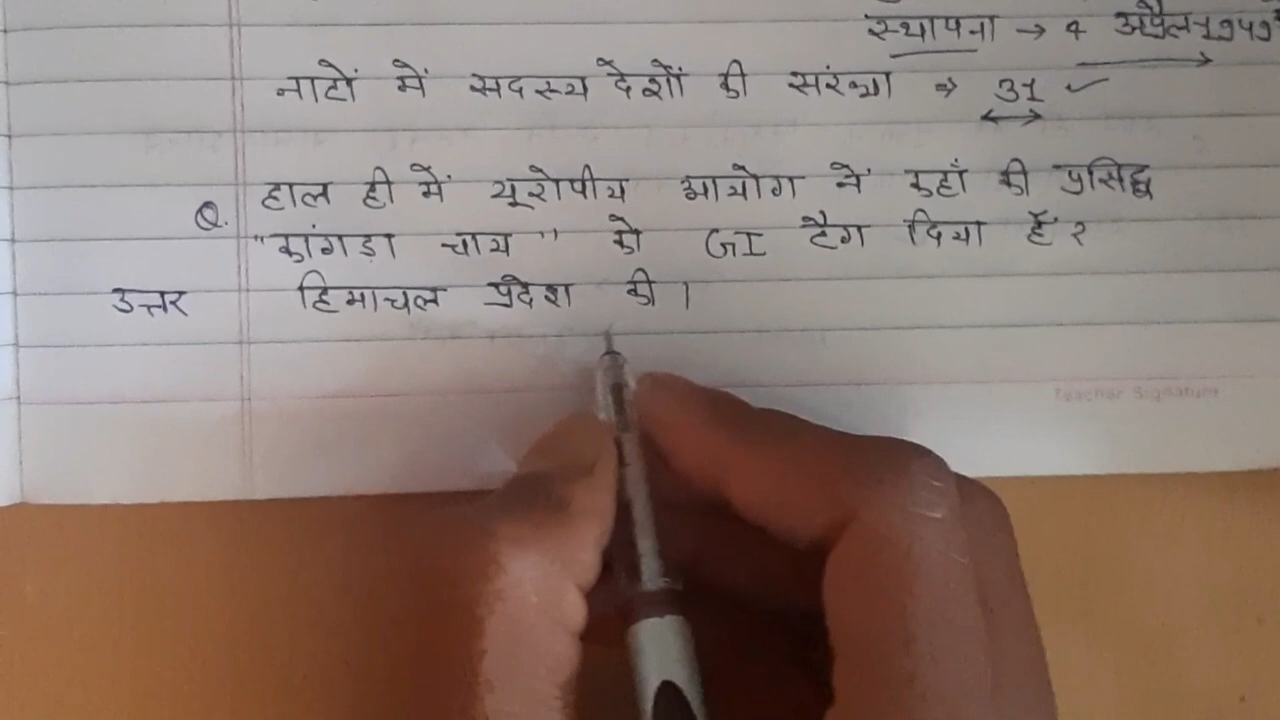 स्थापना → 4 अप्रैल 1949
नाटों में सदस्य देशों की संख्या ⇒ 31 ✓
हाल ही में यूरोपीय आयोग नें कहाँ की प्रसिद्ध
Q. "कांगड़ा चाय" को GI टैग दिया हैं?
उत्तर हिमाचल प्रदेश की।
Teacher Signature